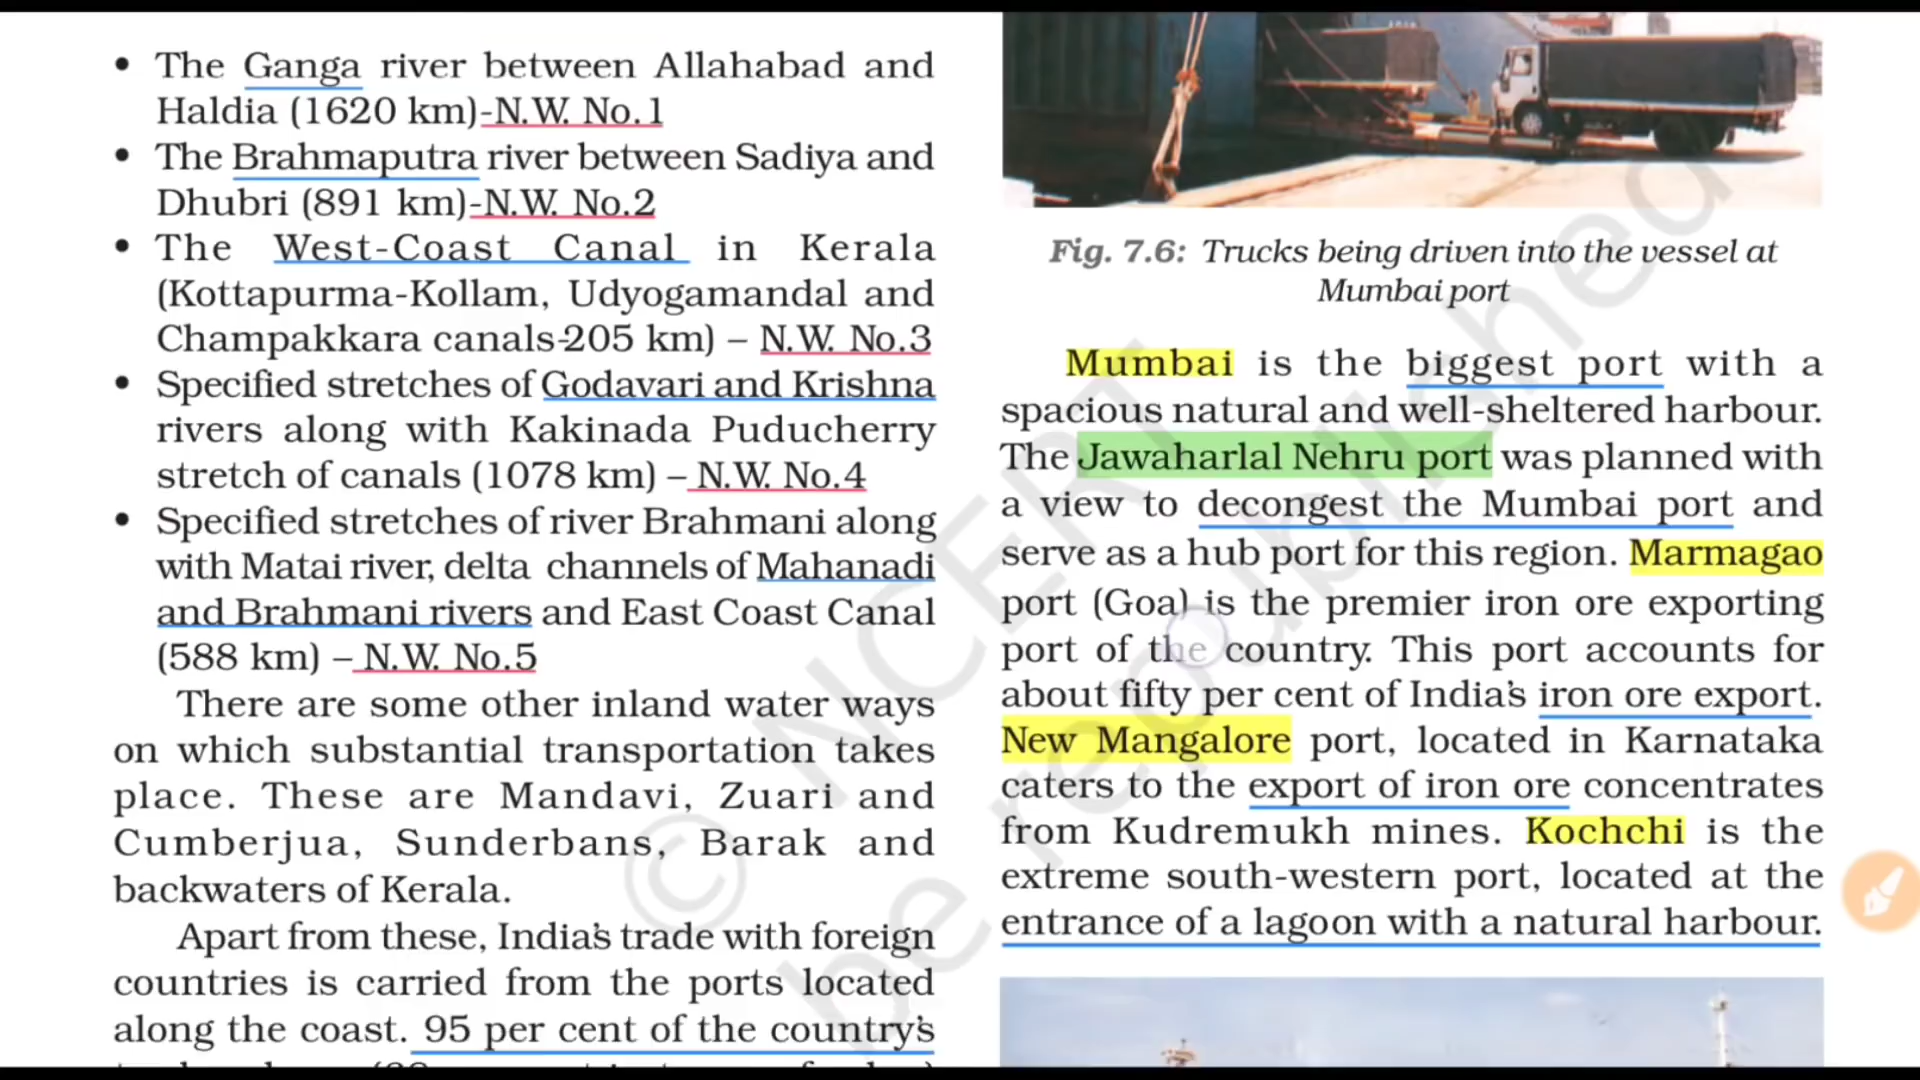 • The Ganga river between Allahabad and
Haldia (1620 km)-N.W. No.1
• The Brahmaputra river between Sadiya and
Dhubri (891 km)-N.W. No.2
• The West-Coast Canal in Kerala
(Kottapurma-Kollam, Udyogamandal and
Champakkara canals-205 km) – N.W. No.3
• Specified stretches of Godavari and Krishna
rivers along with Kakinada Puducherry
stretch of canals (1078 km) – N.W. No.4
• Specified stretches of river Brahmani along
with Matai river, delta channels of Mahanadi
and Brahmani rivers and East Coast Canal
(588 km) – N.W. No.5
There are some other inland water ways
on which substantial transportation takes
place. These are Mandavi, Zuari and
Cumberjua, Sunderbans, Barak and
backwaters of Kerala.
Apart from these, India's trade with foreign
countries is carried from the ports located
along the coast. 95 per cent of the country's
Fig. 7.6: Trucks being driven into the vessel at
Mumbai port
Mumbai is the biggest port with a
spacious natural and well-sheltered harbour.
The Jawaharlal Nehru port was planned with
a view to decongest the Mumbai port and
serve as a hub port for this region. Marmagao
port (Goa) is the premier iron ore exporting
port of the country. This port accounts for
about fifty per cent of India's iron ore export.
New Mangalore port, located in Karnataka
caters to the export of iron ore concentrates
from Kudremukh mines. Kochchi is the
extreme south-western port, located at the
entrance of a lagoon with a natural harbour.
© NCERT
be republished